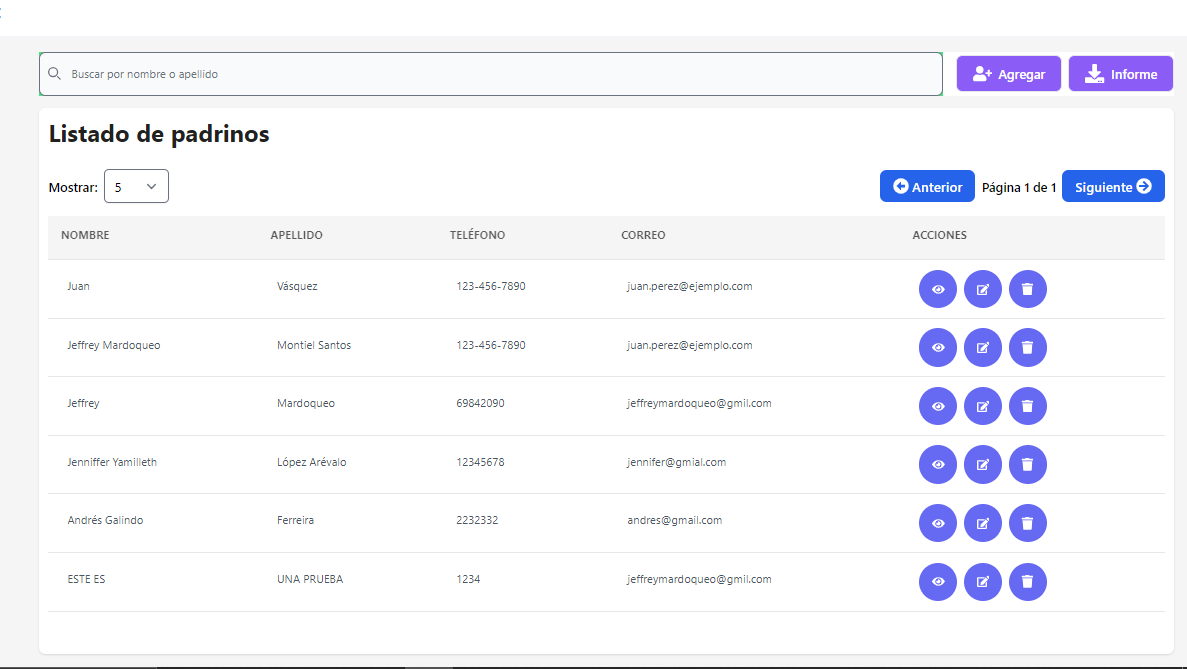 Buscar por nombre o apellido
Agregar
Informe
Listado de padrinos
Mostrar: 5
Anterior Página 1 de 1 Siguiente
NOMBRE APELLIDO TELÉFONO CORREO ACCIONES
Juan Vásquez 123-456-7890 juan.perez@ejemplo.com
Jeffrey Mardoqueo Montiel Santos 123-456-7890 juan.perez@ejemplo.com
Jeffrey Mardoqueo 69842090 jeffreymardoqueo@gmil.com
Jenniffer Yamilleth López Arévalo 12345678 jennifer@gmial.com
Andrés Galindo Ferreira 2232332 andres@gmail.com
ESTE ES UNA PRUEBA 1234 jeffreymardoqueo@gmil.com